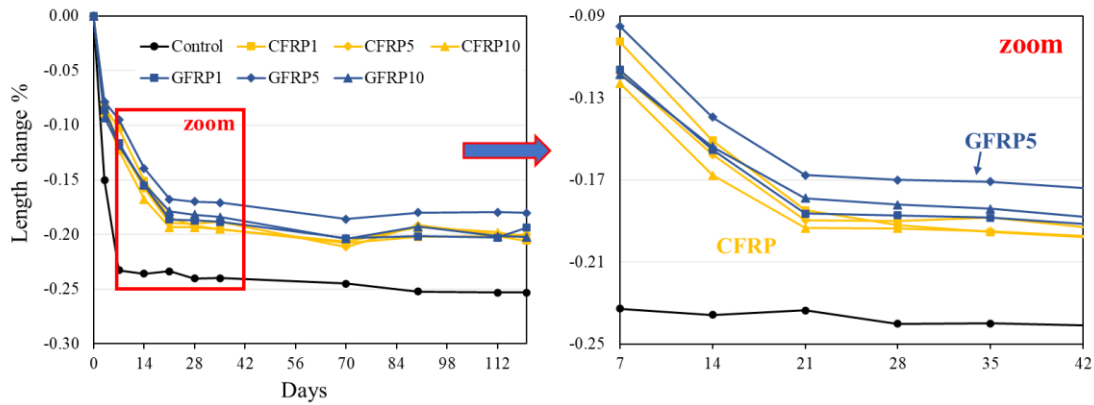 0.00
-0.05
-0.10
-0.15
-0.20
-0.25
-0.30
Length change %
Control CFRP1 CFRP5 CFRP10
GFRP1 GFRP5 GFRP10
zoom
0 14 28 42 56 70 84 98 112
Days
-0.09
-0.13
-0.17
-0.21
-0.25
zoom
GFRP5
CFRP
7 14 21 28 35 42